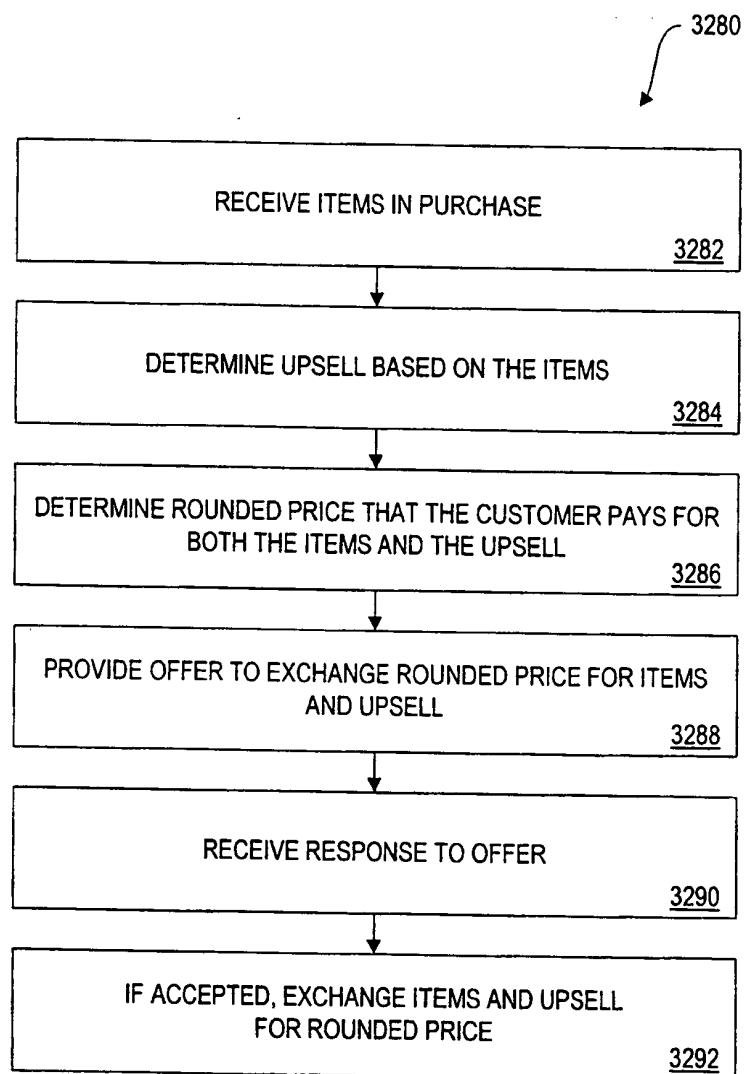 3280
RECEIVE ITEMS IN PURCHASE
3282
DETERMINE UPSELL BASED ON THE ITEMS
3284
DETERMINE ROUNDED PRICE THAT THE CUSTOMER PAYS FOR
BOTH THE ITEMS AND THE UPSELL
3286
PROVIDE OFFER TO EXCHANGE ROUNDED PRICE FOR ITEMS
AND UPSELL
3288
RECEIVE RESPONSE TO OFFER
3290
IF ACCEPTED, EXCHANGE ITEMS AND UPSELL
FOR ROUNDED PRICE
3292